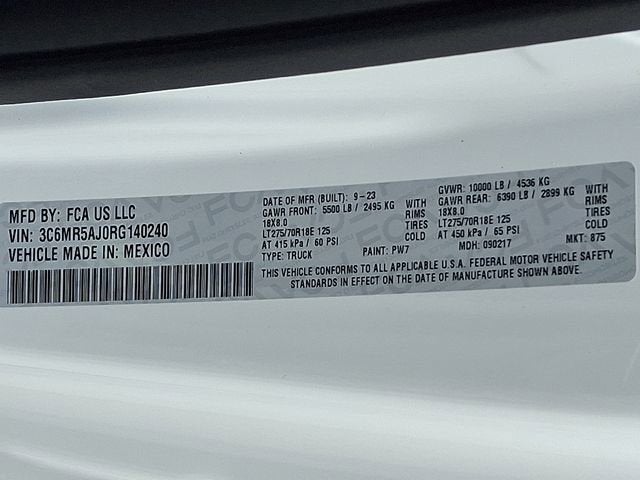 MFD BY: FCA US LLC
VIN: 3C6MR5AJ0RG140240
VEHICLE MADE IN: MEXICO
DATE OF MFR (BUILT): 9-23
GAWR FRONT: 5500 LB / 2495 KG WITH
18X8.0 RIMS
LT275/70R18E 125 TIRES
AT 415 kPa / 60 PSI COLD
TYPE: TRUCK PAINT: PW7
GVWR: 10000 LB / 4536 KG
GAWR REAR: 6390 LB / 2899 KG WITH
18X8.0 RIMS
LT275/70R18E 125 TIRES
AT 450 kPa / 65 PSI COLD
MDH: 090217 MKT: 875
THIS VEHICLE CONFORMS TO ALL APPLICABLE U.S.A. FEDERAL MOTOR VEHICLE SAFETY
STANDARDS IN EFFECT ON THE DATE OF MANUFACTURE SHOWN ABOVE.